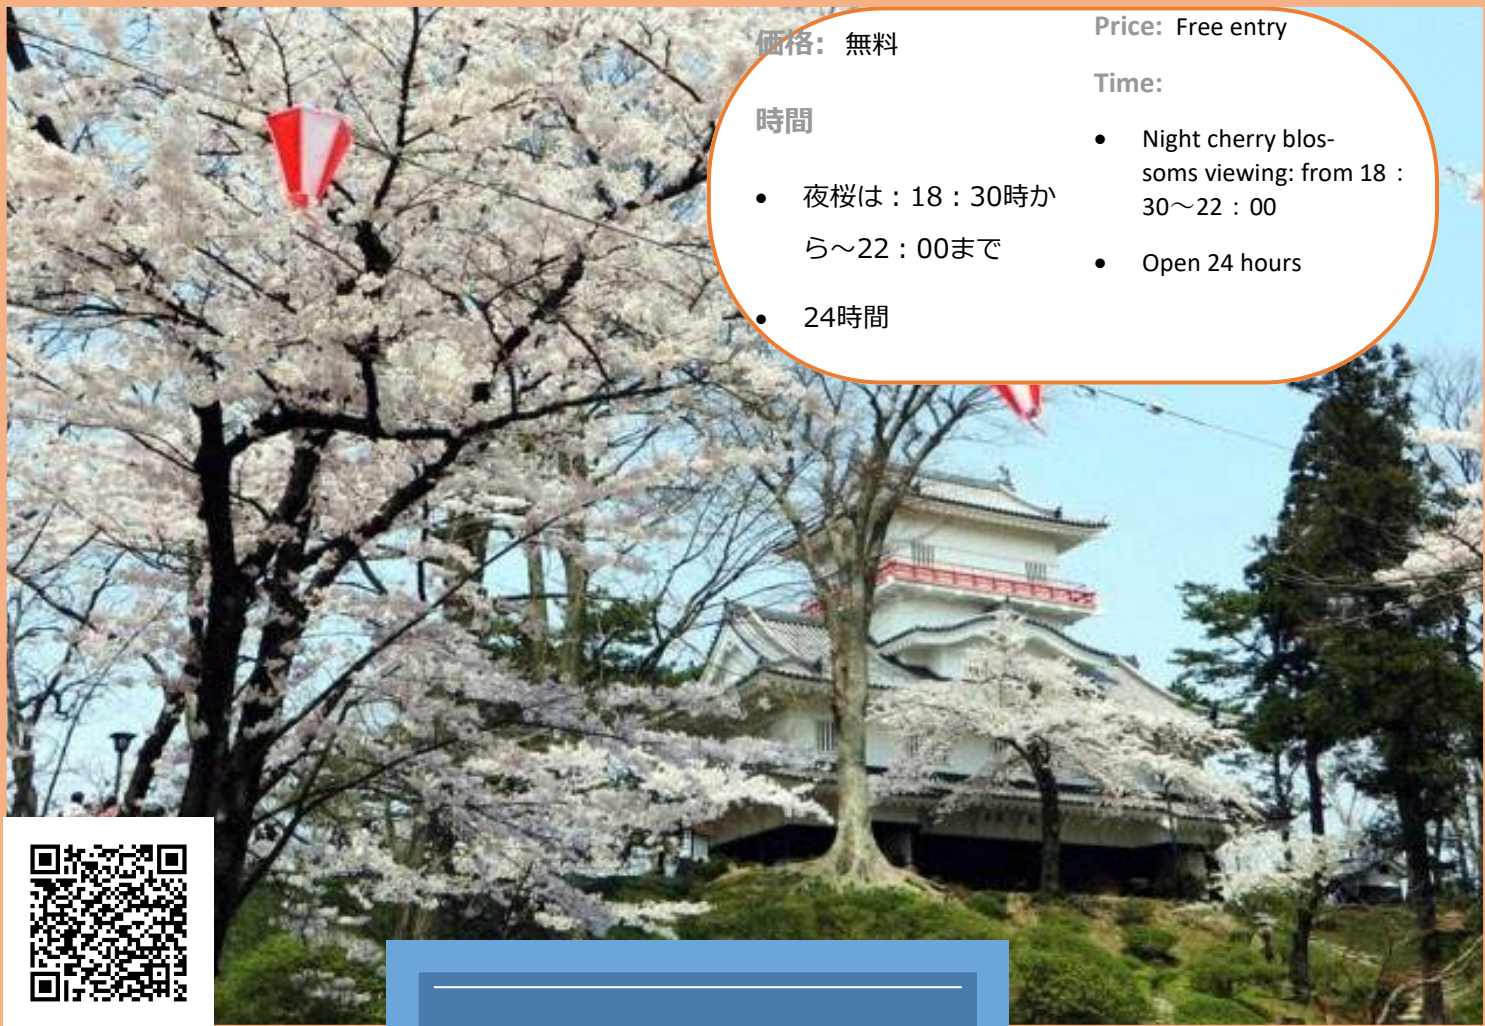 価格: 無料
時間
• 夜桜は：18：30時か
ら～22：00まで
• 24時間
Price: Free entry
Time:
• Night cherry blos-
soms viewing: from 18：
30～22：00
• Open 24 hours